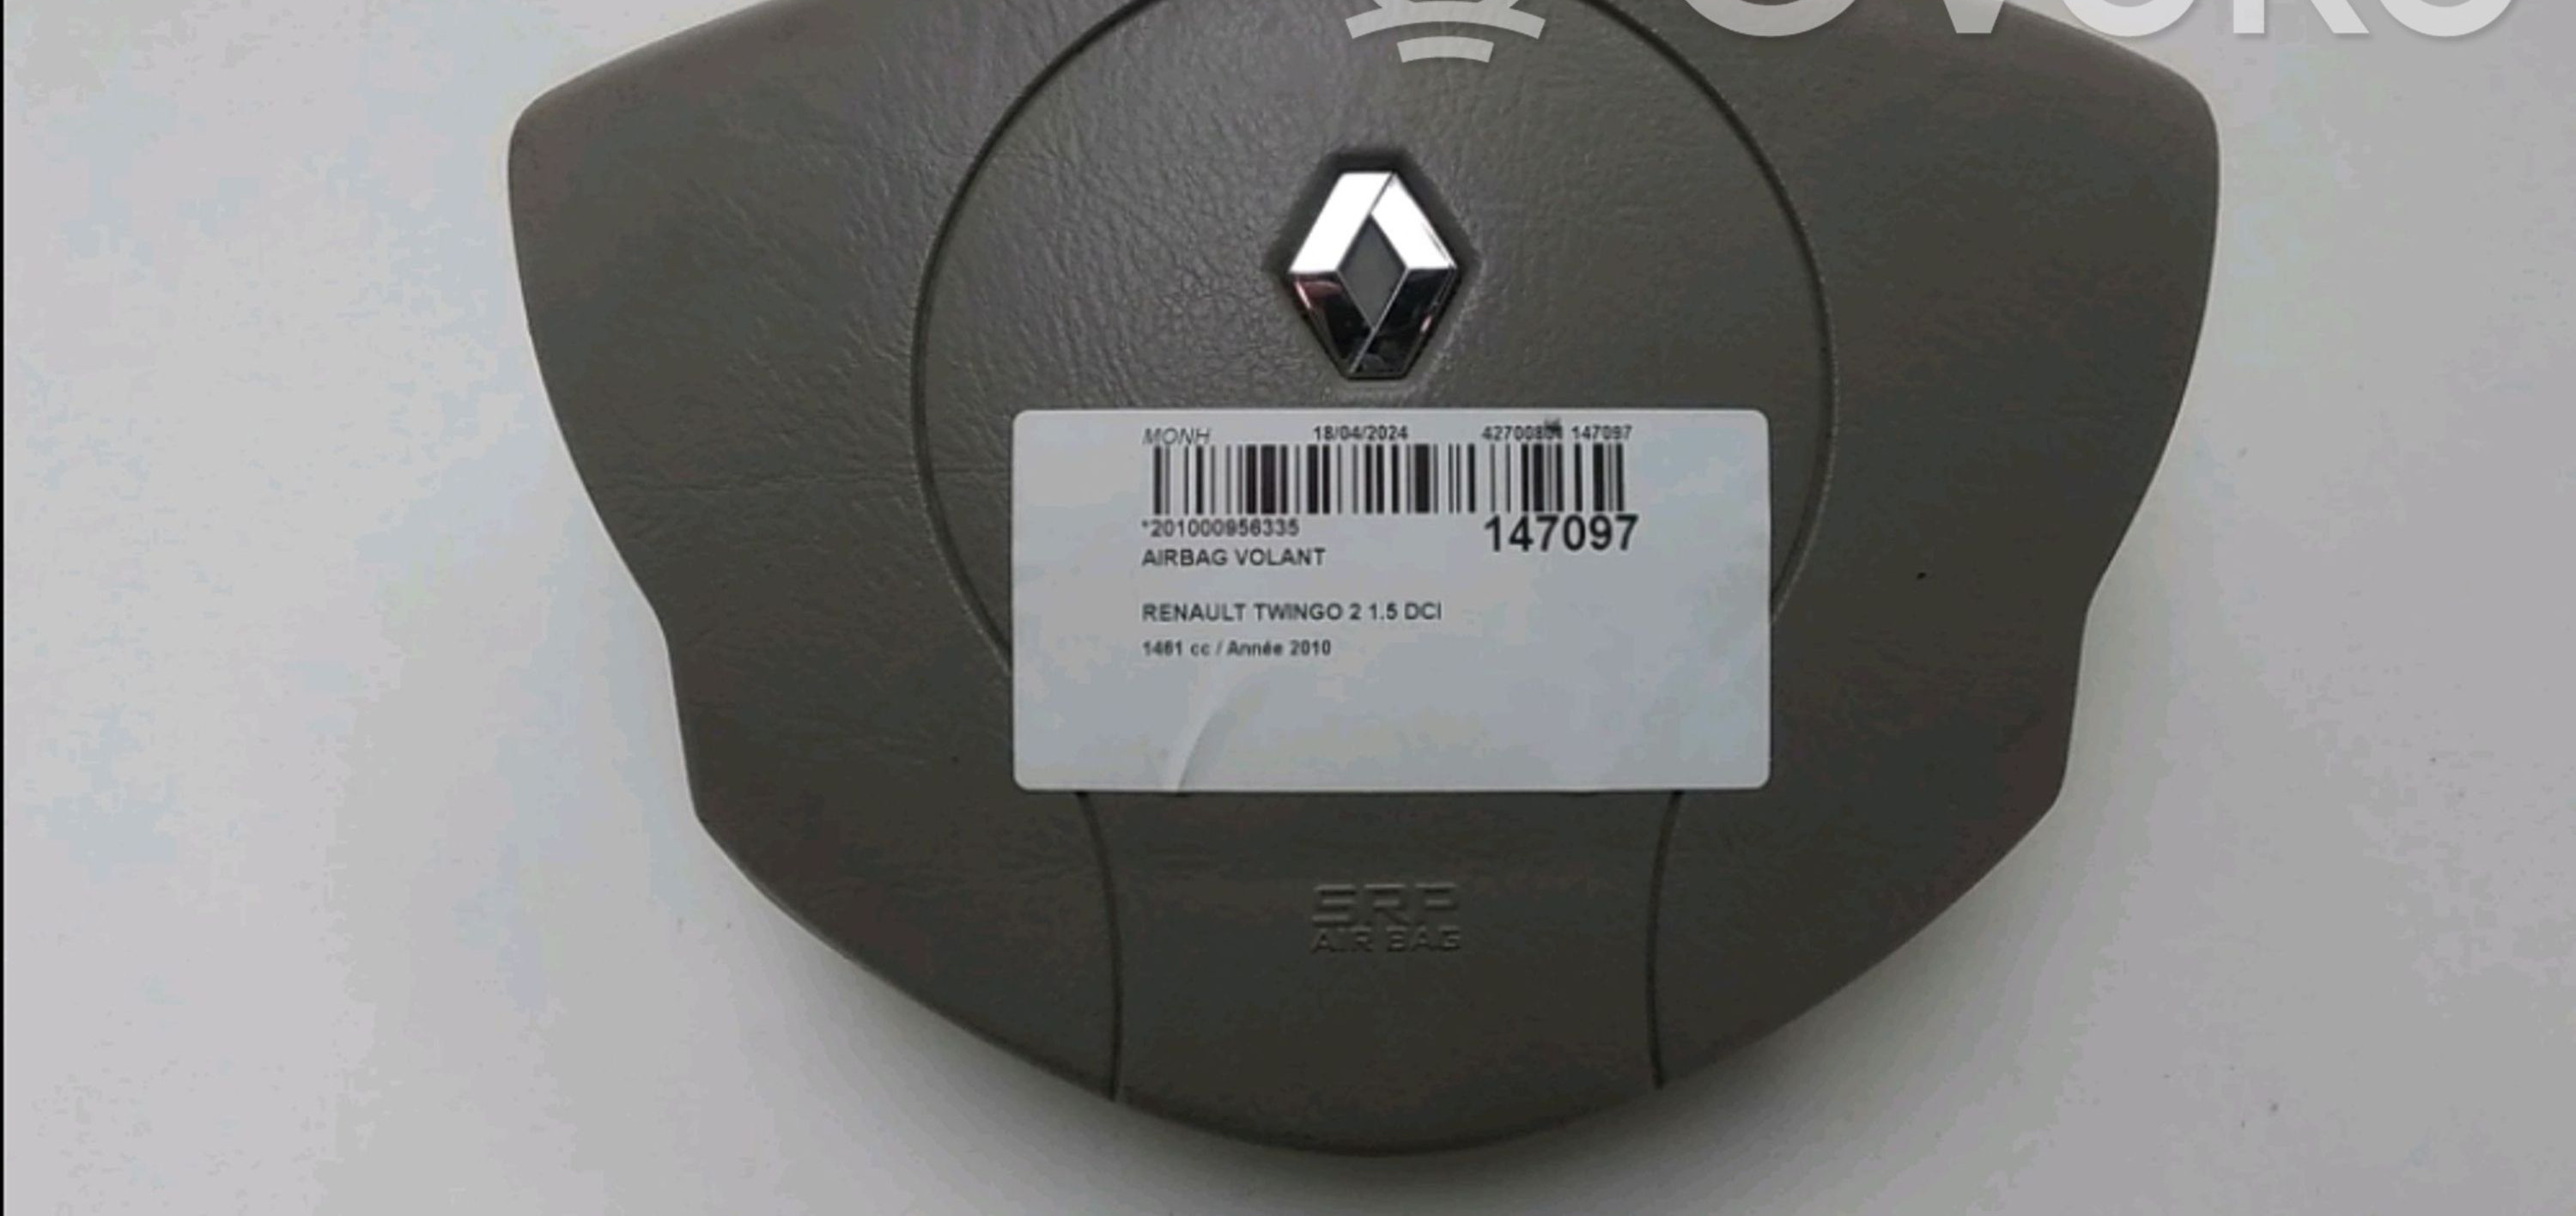 MONH 18/04/2024 147097
*201000956335 147097
AIRBAG VOLANT
RENAULT TWINGO 2 1.5 DCI
1461 cc / Année 2010
SRP
AIR BAG